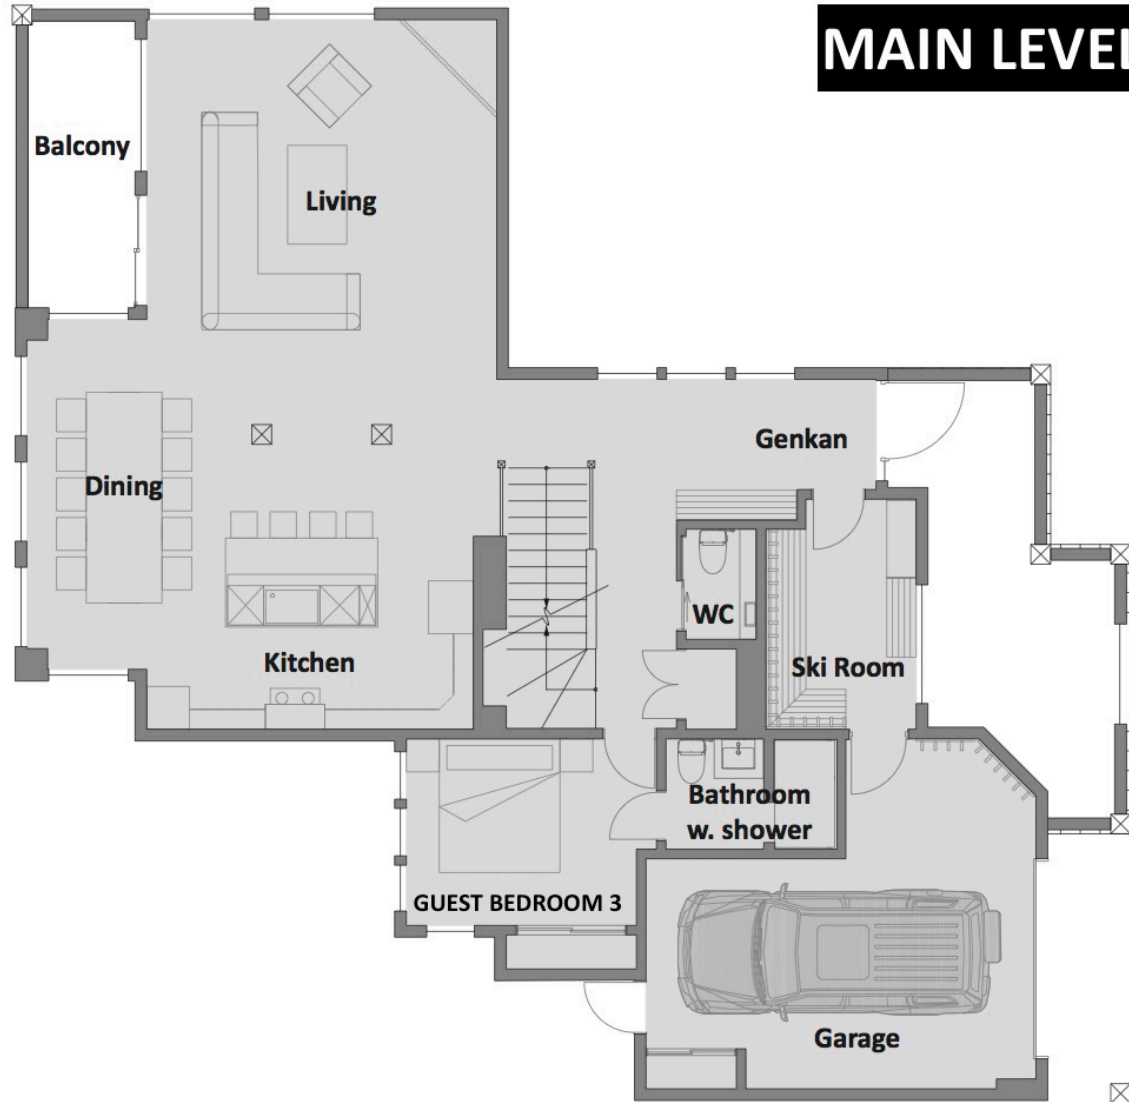 MAIN LEVEL
Balcony
Living
Genkan
Dining
WC
Kitchen
Ski Room
Bathroom
w. shower
GUEST BEDROOM 3
Garage